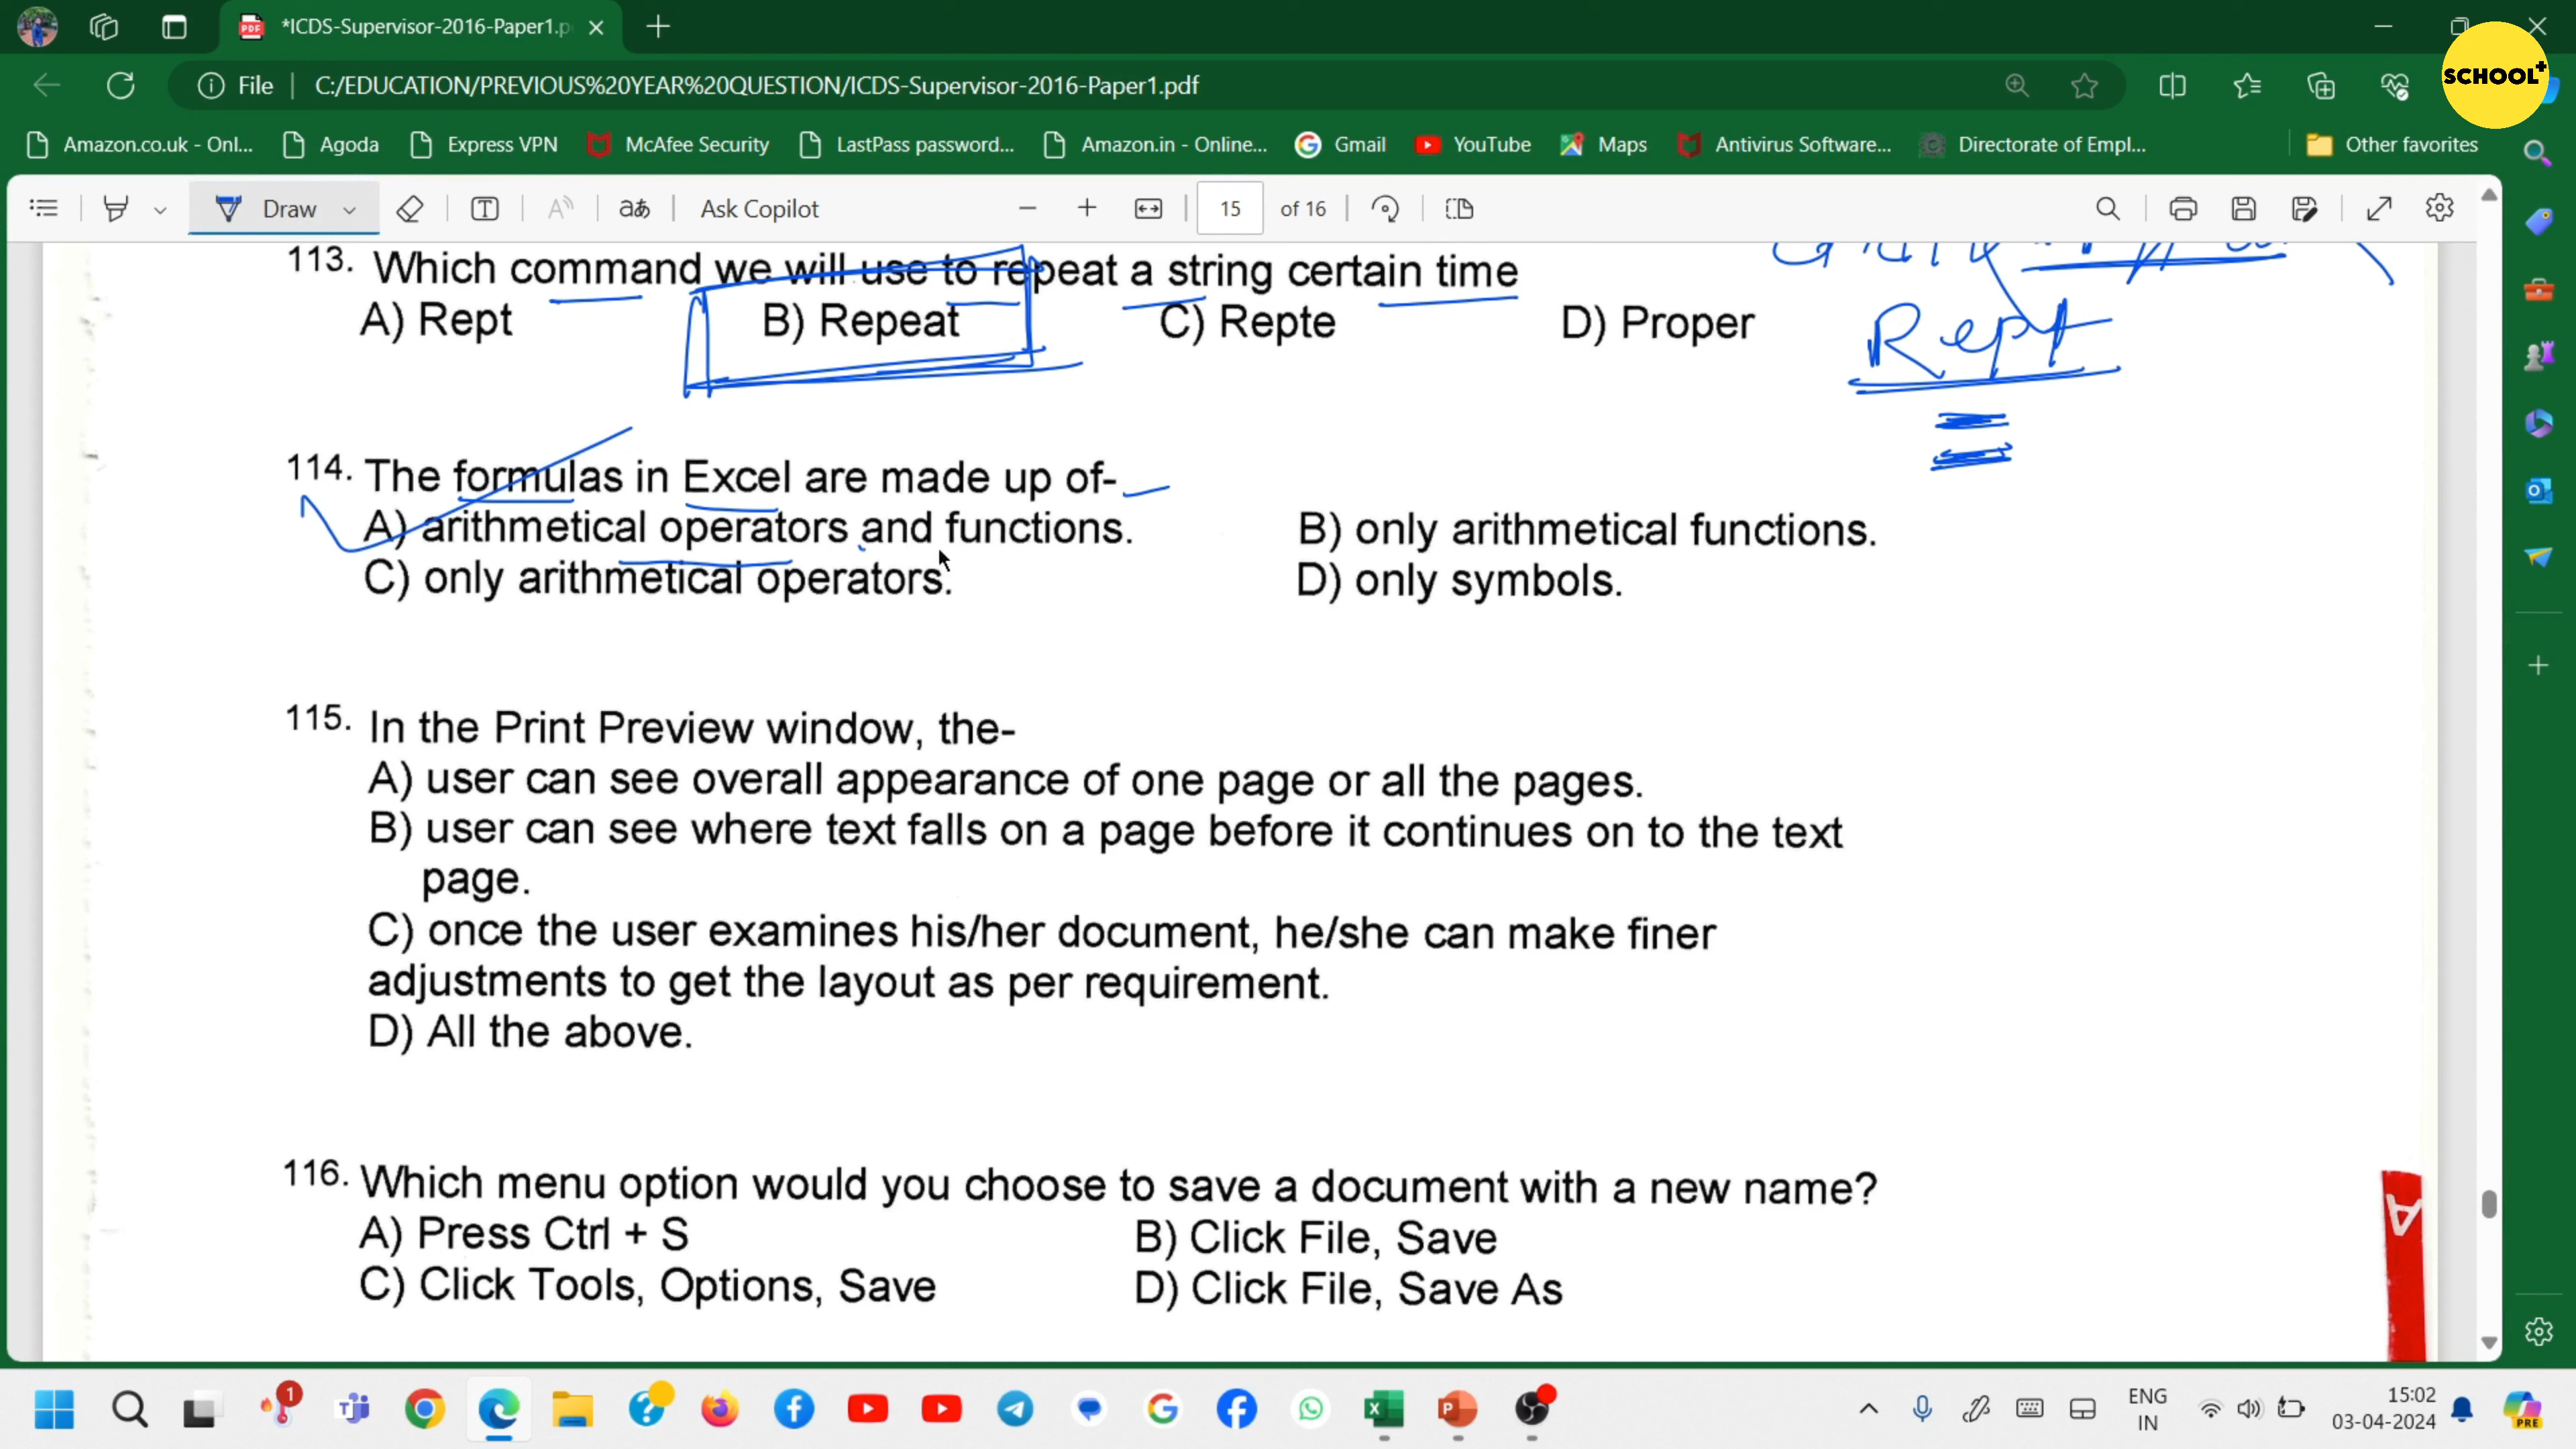 *ICDS-Supervisor-2016-Paper1.p
SCHOOL+
File | C:/EDUCATION/PREVIOUS%20YEAR%20QUESTION/ICDS-Supervisor-2016-Paper1.pdf
Amazon.co.uk - Onl... Agoda Express VPN McAfee Security LastPass password... Amazon.in - Online... Gmail YouTube Maps Antivirus Software... Directorate of Empl... Other favorites
Draw Ask Copilot 15 of 16
113. Which command we will use to repeat a string certain time
A) Rept B) Repeat C) Repte D) Proper
Rept
114. The formulas in Excel are made up of-
A) arithmetical operators and functions. B) only arithmetical functions.
C) only arithmetical operators. D) only symbols.
115. In the Print Preview window, the-
A) user can see overall appearance of one page or all the pages.
B) user can see where text falls on a page before it continues on to the text
page.
C) once the user examines his/her document, he/she can make finer
adjustments to get the layout as per requirement.
D) All the above.
116. Which menu option would you choose to save a document with a new name?
A) Press Ctrl + S B) Click File, Save
C) Click Tools, Options, Save D) Click File, Save As
A
1
ENG
IN
15:02
03-04-2024
PRE